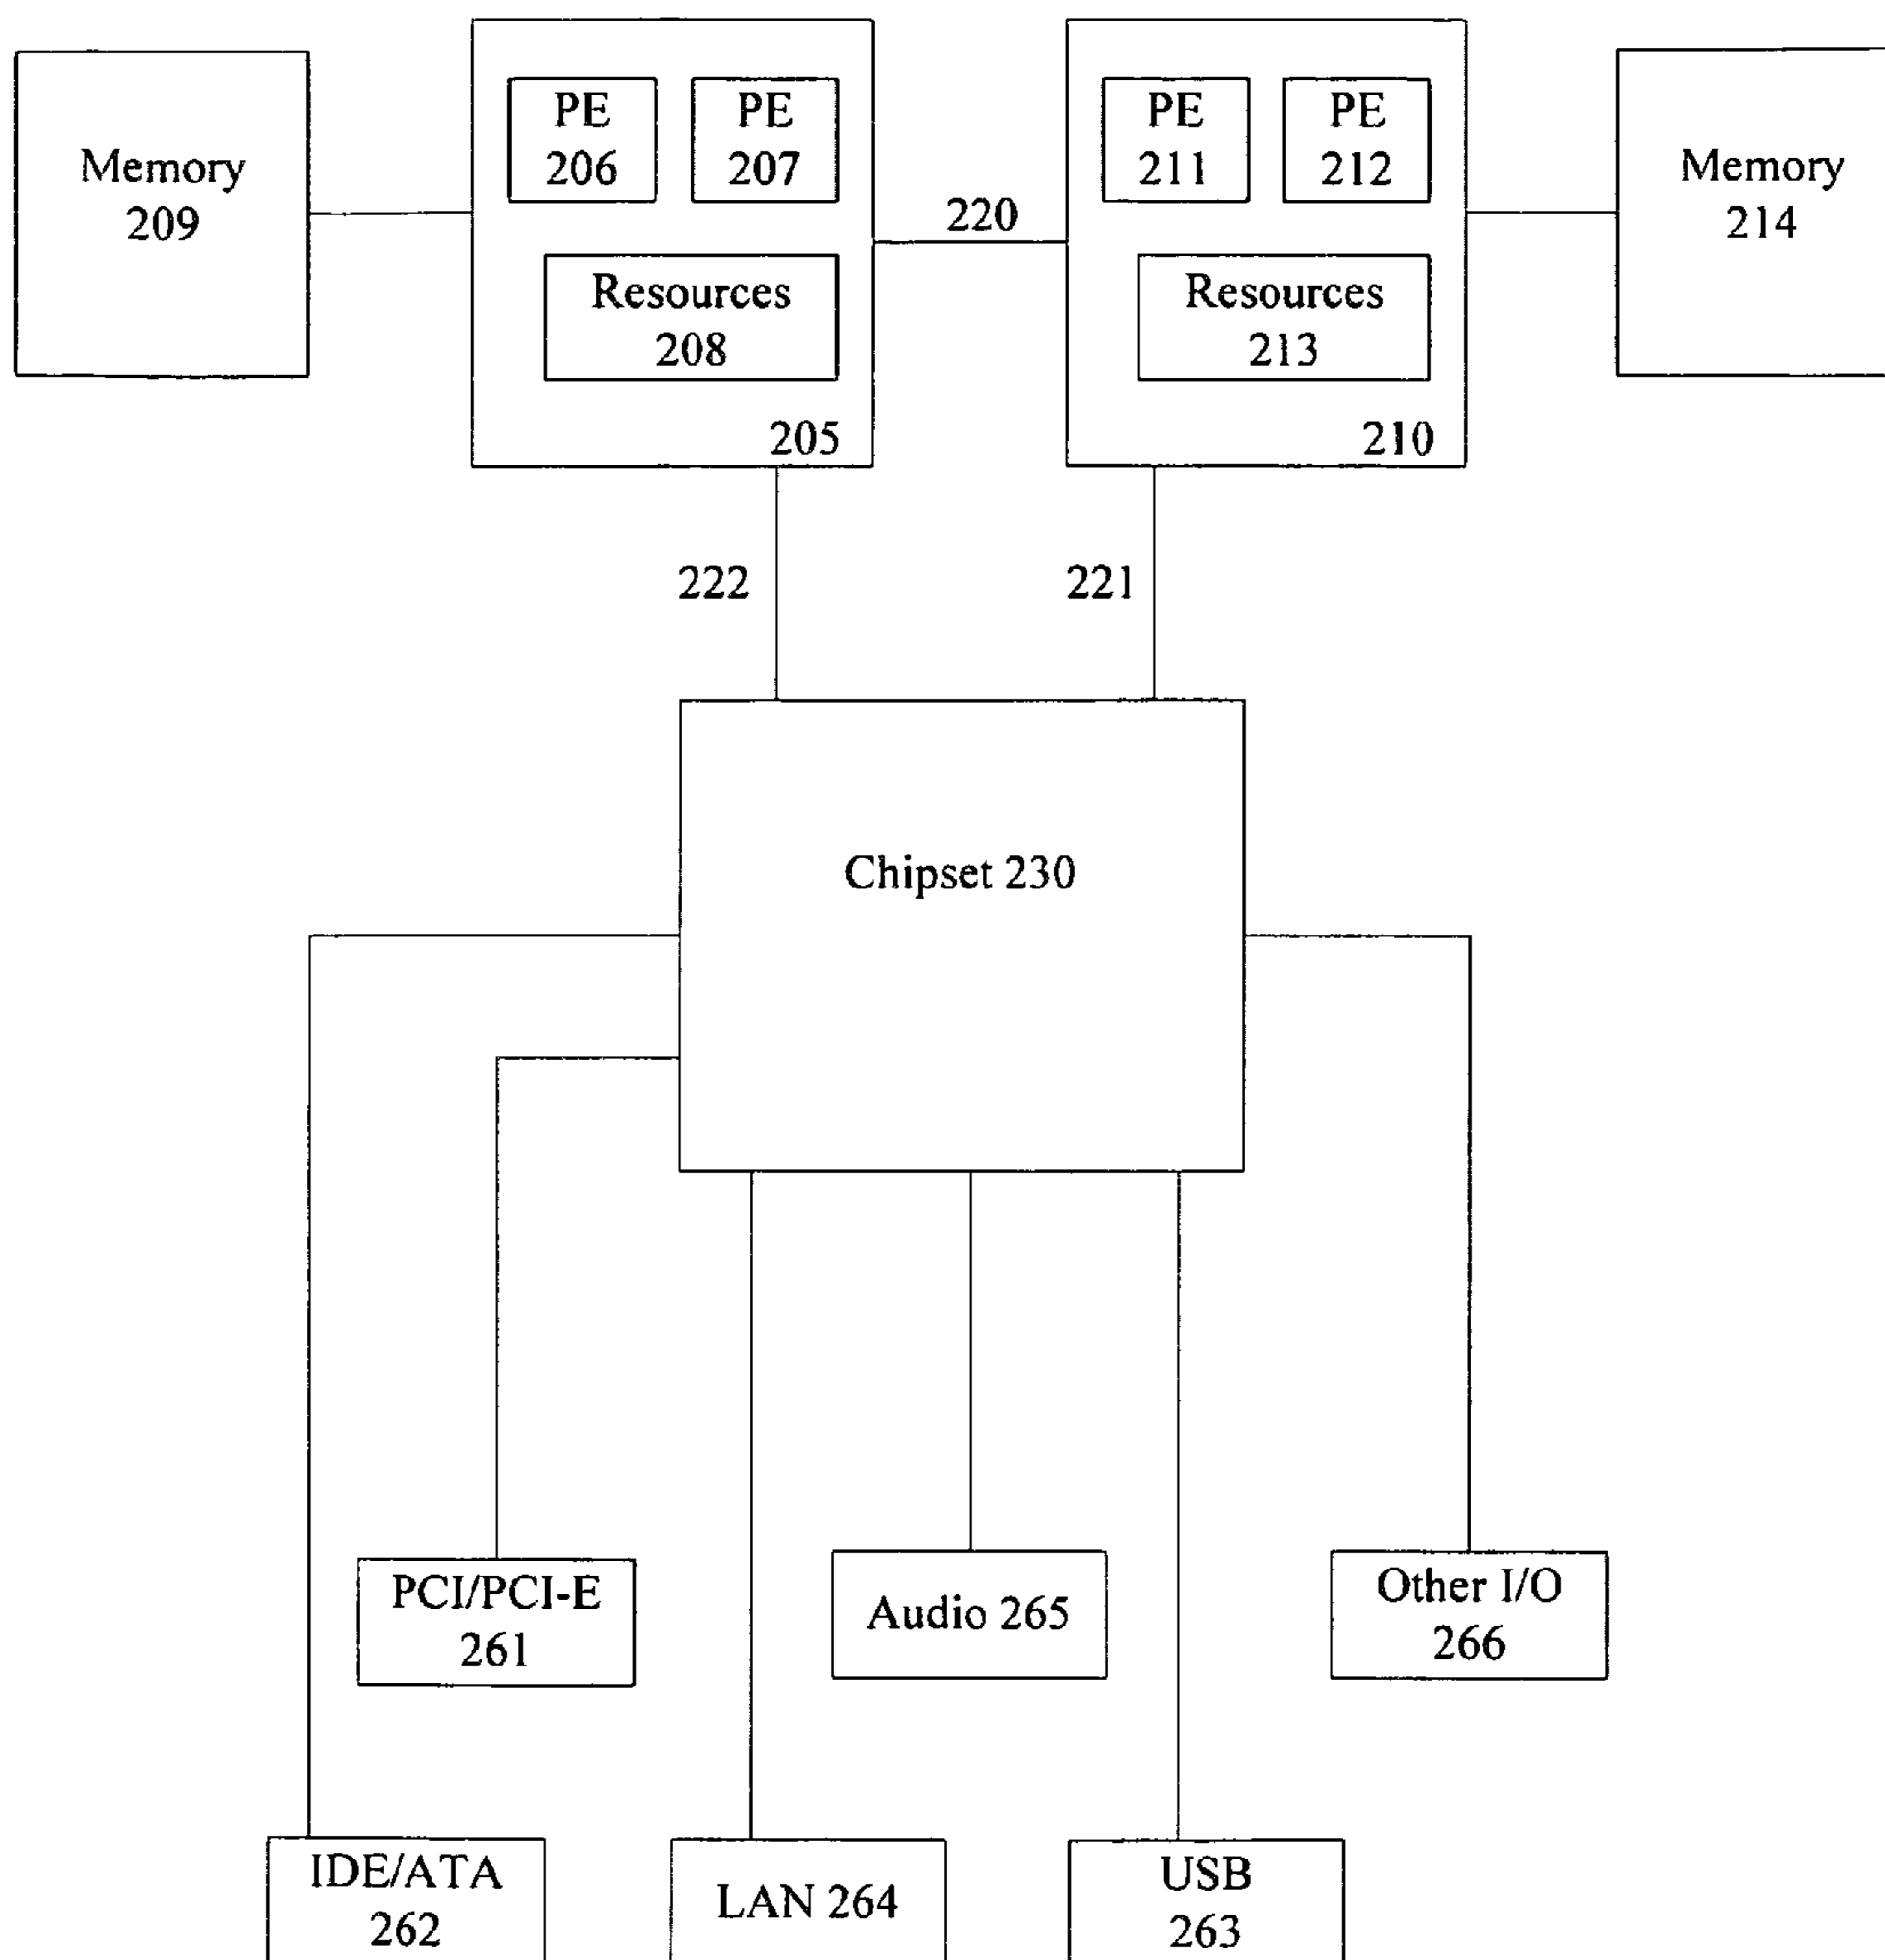 Memory
209
PE
206
PE
207
Resources
208
205
220
PE
211
PE
212
Resources
213
210
Memory
214
222
221
Chipset 230
PCI/PCI-E
261
Audio 265
Other I/O
266
IDE/ATA
262
LAN 264
USB
263